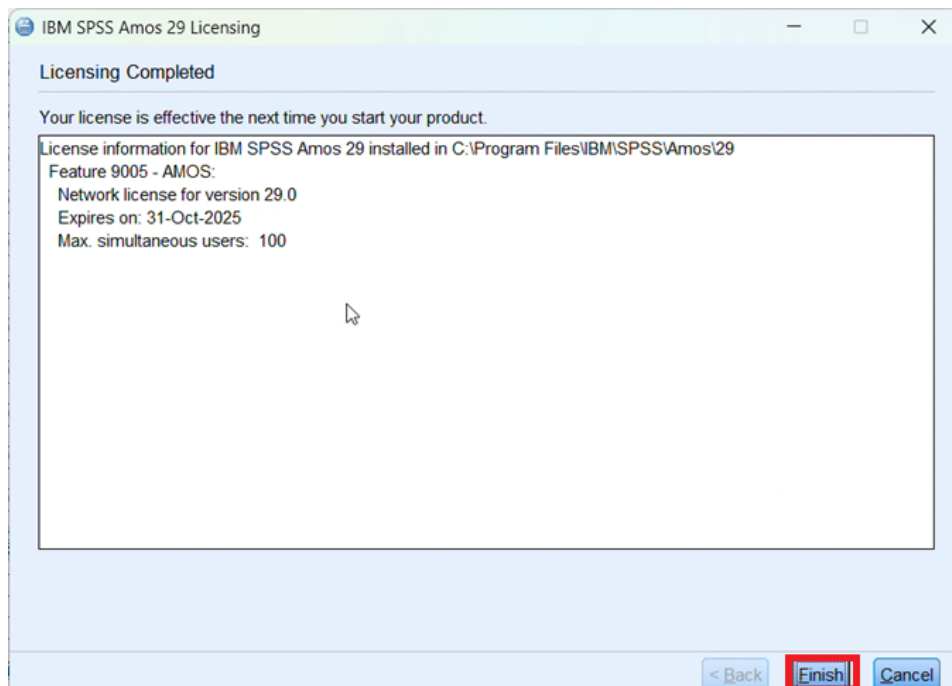 IBM SPSS Amos 29 Licensing
Licensing Completed
Your license is effective the next time you start your product.
License information for IBM SPSS Amos 29 installed in C:\Program Files\IBM\SPSS\Amos\29
Feature 9005 - AMOS:
Network license for version 29.0
Expires on: 31-Oct-2025
Max. simultaneous users:  100
< Back Finish Cancel